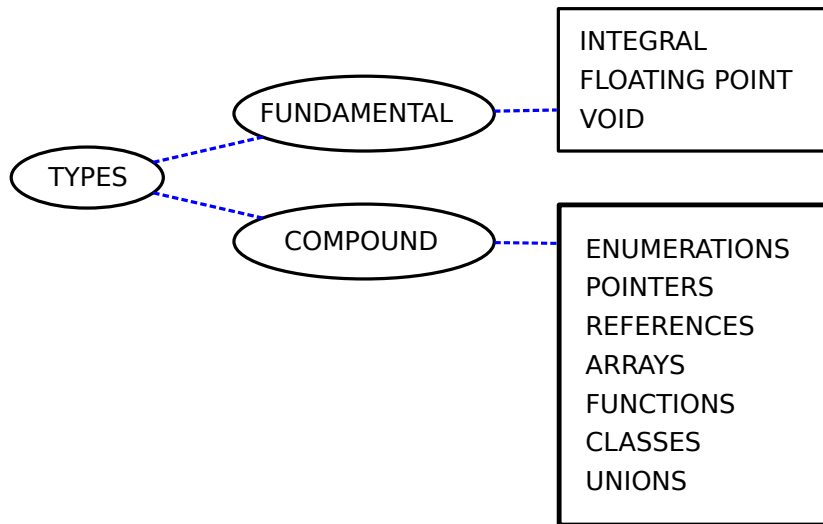 TYPES
FUNDAMENTAL
INTEGRAL
FLOATING POINT
VOID
COMPOUND
ENUMERATIONS
POINTERS
REFERENCES
ARRAYS
FUNCTIONS
CLASSES
UNIONS